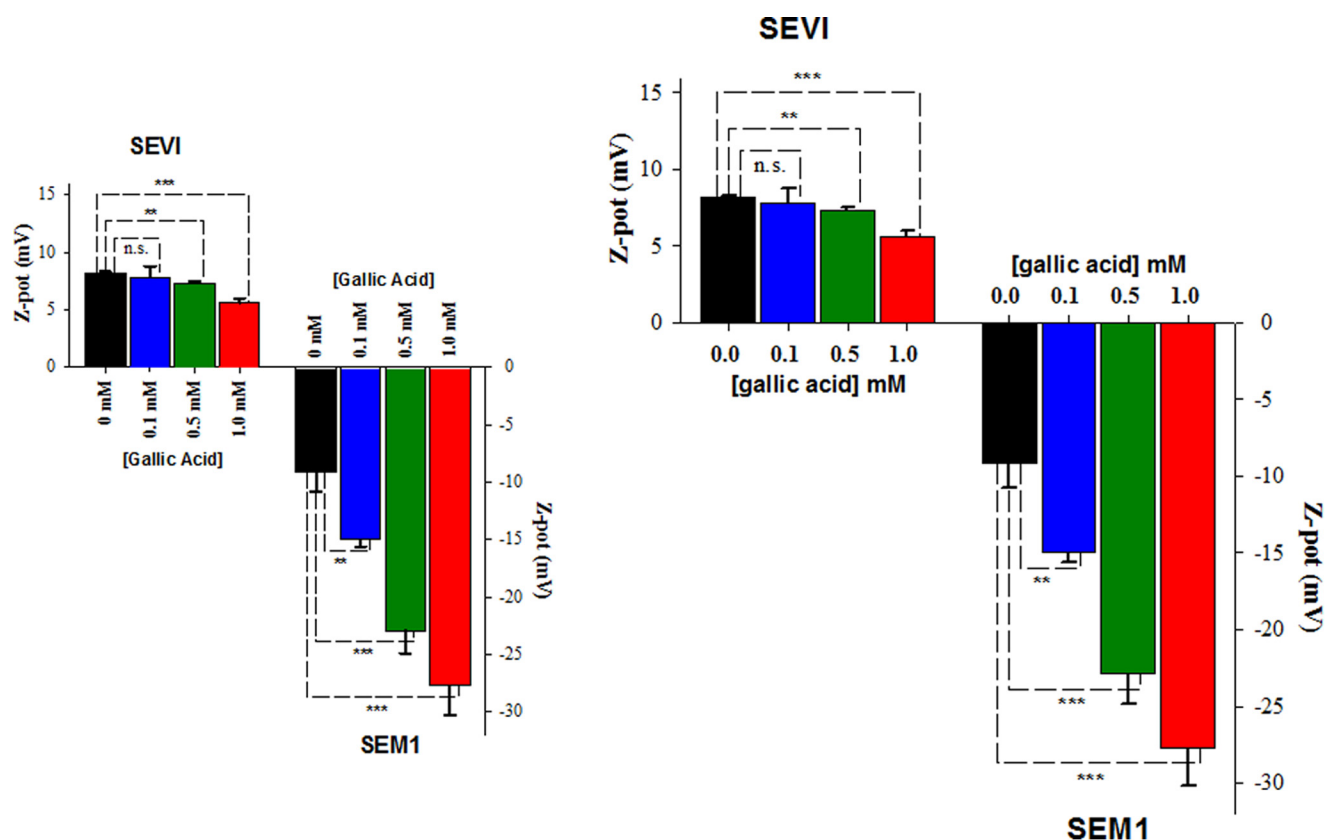 SEVI
***
**
n.s.
15
10
5
0
Z-pot (mV)
0 mM
0.1 mM
0.5 mM
1.0 mM
[Gallic Acid]
[Gallic Acid]
0 mM
0.1 mM
0.5 mM
1.0 mM
0
-5
-10
-15
-20
-25
-30
Z-pot (mV)
**
***
***
SEM1
SEVI
***
**
n.s.
15
10
5
0
Z-pot (mV)
0.0 0.1 0.5 1.0
[gallic acid] mM
[gallic acid] mM
0.0 0.1 0.5 1.0
0
-5
-10
-15
-20
-25
-30
Z-pot (mV)
**
***
***
SEM1